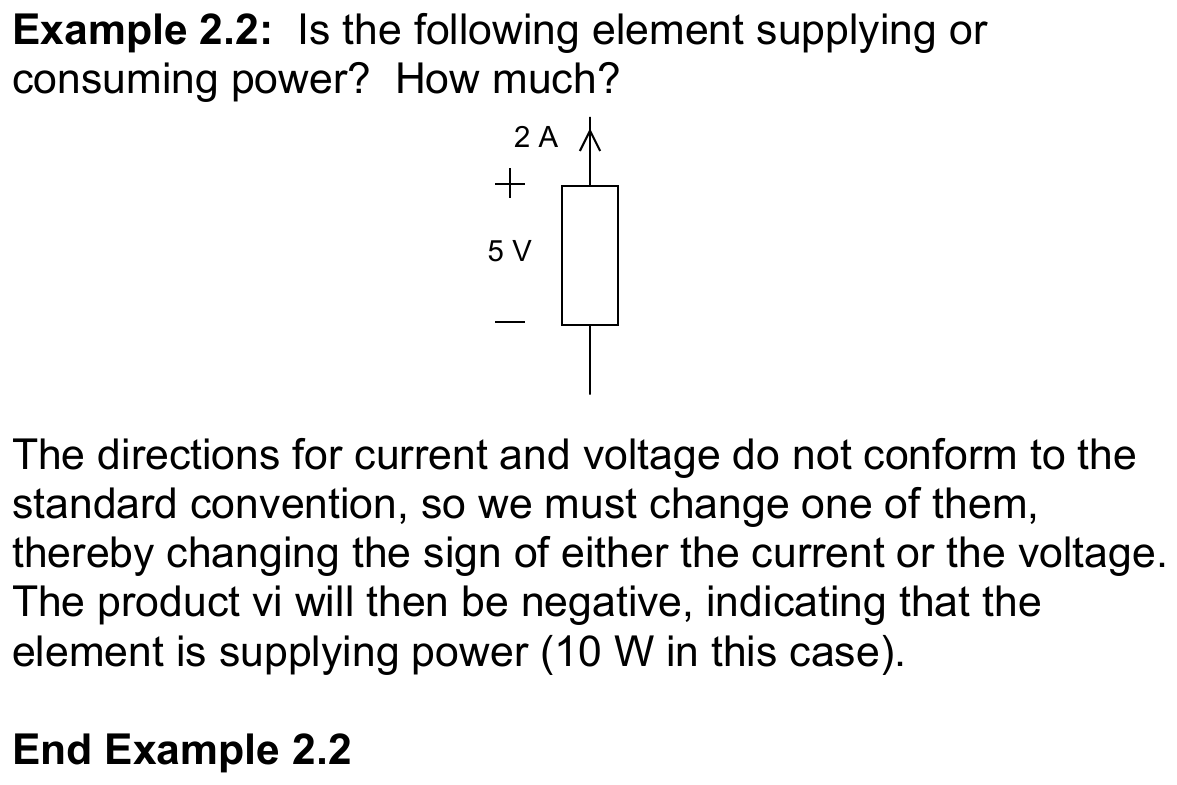 Example 2.2: Is the following element supplying or
consuming power? How much?
2 A
+
5 V
–
The directions for current and voltage do not conform to the
standard convention, so we must change one of them,
thereby changing the sign of either the current or the voltage.
The product vi will then be negative, indicating that the
element is supplying power (10 W in this case).
End Example 2.2